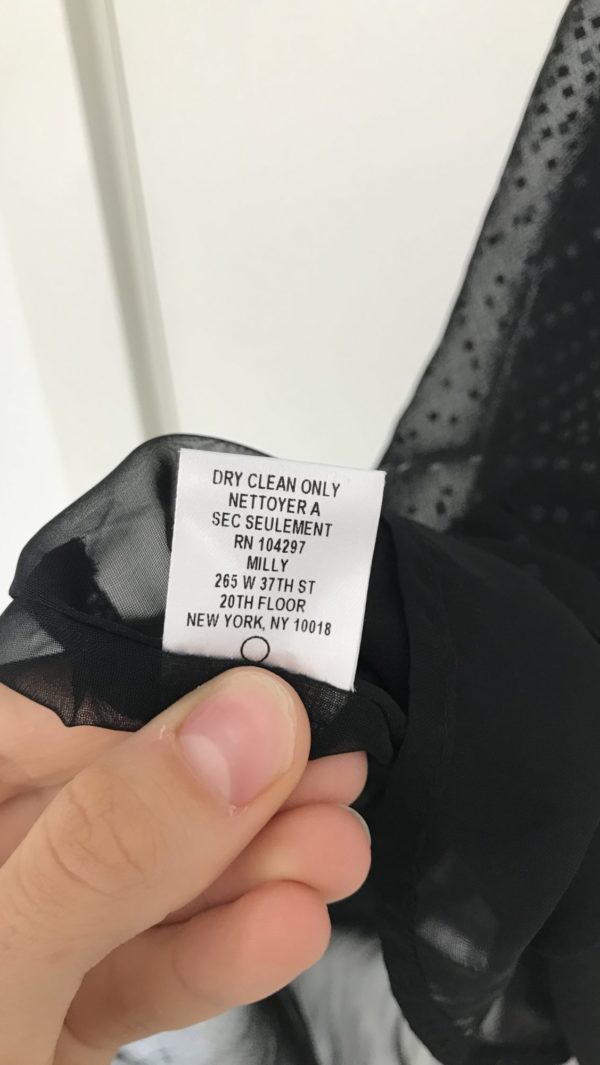 DRY CLEAN ONLY
NETTOYER A
SEC SEULEMENT
RN 104297
MILLY
265 W 37TH ST
20TH FLOOR
NEW YORK, NY 10018